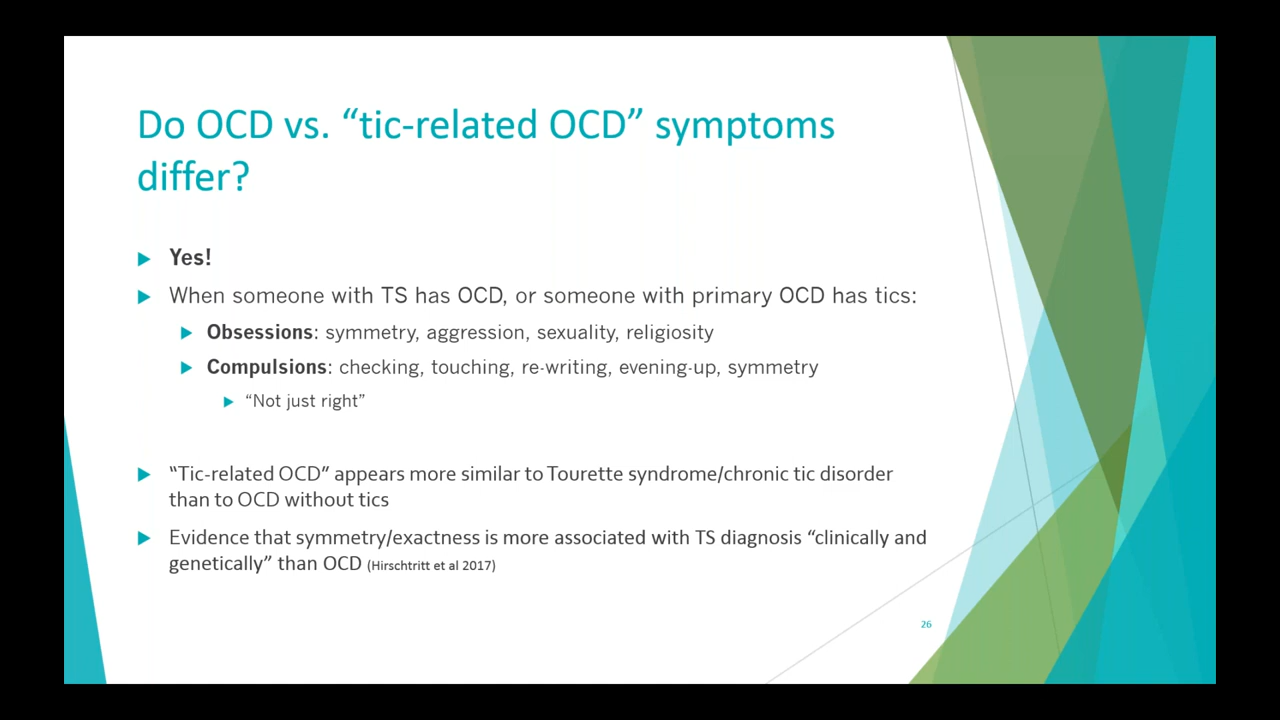 Do OCD vs. “tic-related OCD” symptoms
differ?
Yes!
When someone with TS has OCD, or someone with primary OCD has tics:
Obsessions: symmetry, aggression, sexuality, religiosity
Compulsions: checking, touching, re-writing, evening-up, symmetry
“Not just right”
“Tic-related OCD” appears more similar to Tourette syndrome/chronic tic disorder
than to OCD without tics
Evidence that symmetry/exactness is more associated with TS diagnosis “clinically and
genetically” than OCD (Hirschtritt et al 2017)
26